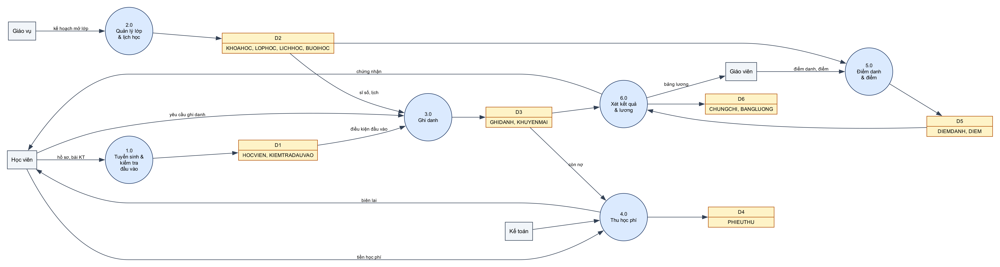 Giáo vụ
kế hoạch mở lớp
2.0
Quản lý lớp
& lịch học
D2
KHOAHOC, LOPHOC, LICHHOC, BUOIHOC
chứng nhận
sĩ số, lịch
yêu cầu ghi danh
3.0
Ghi danh
điều kiện đầu vào
D3
GHIDANH, KHUYENMAI
6.0
Xét kết quả
& lương
bảng lương
Giáo viên
điểm danh, điểm
5.0
Điểm danh
& điểm
D6
CHUNGCHI, BANGLUONG
D5
DIEMDANH, DIEM
Học viên
hồ sơ, bài KT
1.0
Tuyển sinh &
kiểm tra
đầu vào
D1
HOCVIEN, KIEMTRADAUVAO
còn nợ
biên lai
Kế toán
4.0
Thu học phí
D4
PHIEUTHU
tiền học phí